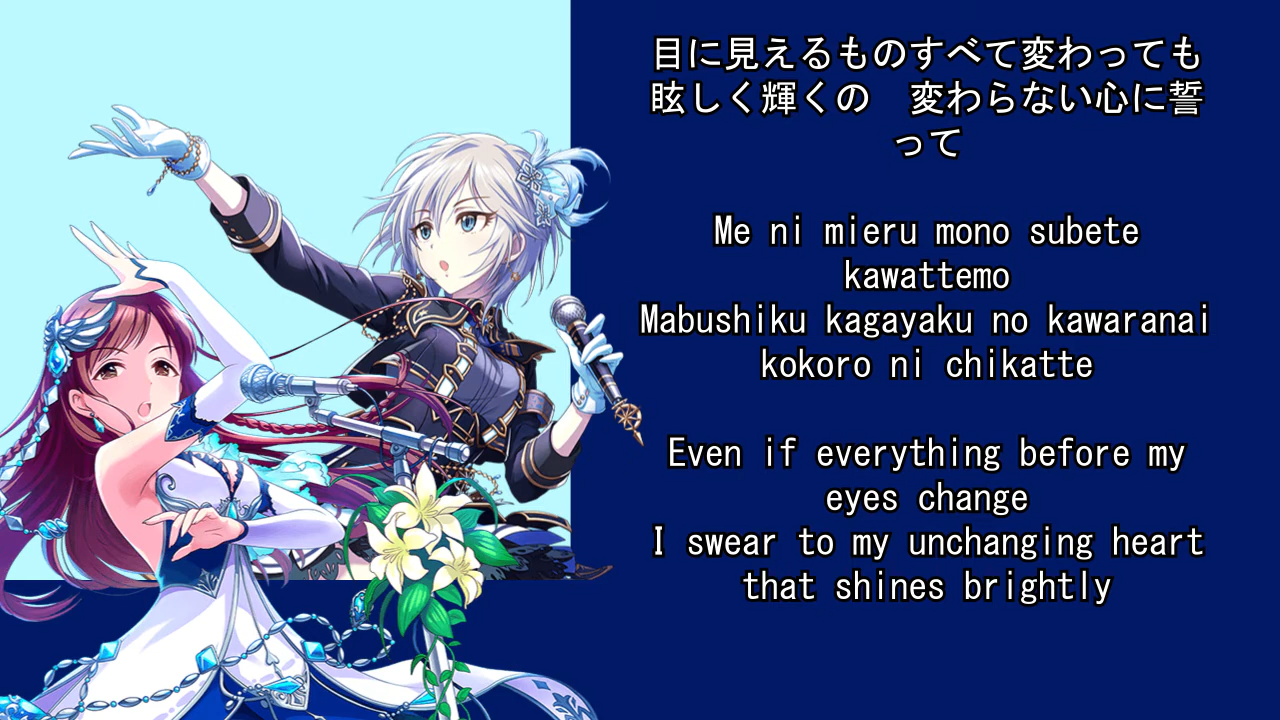 目に見えるものすべて変わっても
眩しく輝くの　変わらない心に誓
って
Me ni mieru mono subete
kawattemo
Mabushiku kagayaku no kawaranai
kokoro ni chikatte
Even if everything before my
eyes change
I swear to my unchanging heart
that shines brightly